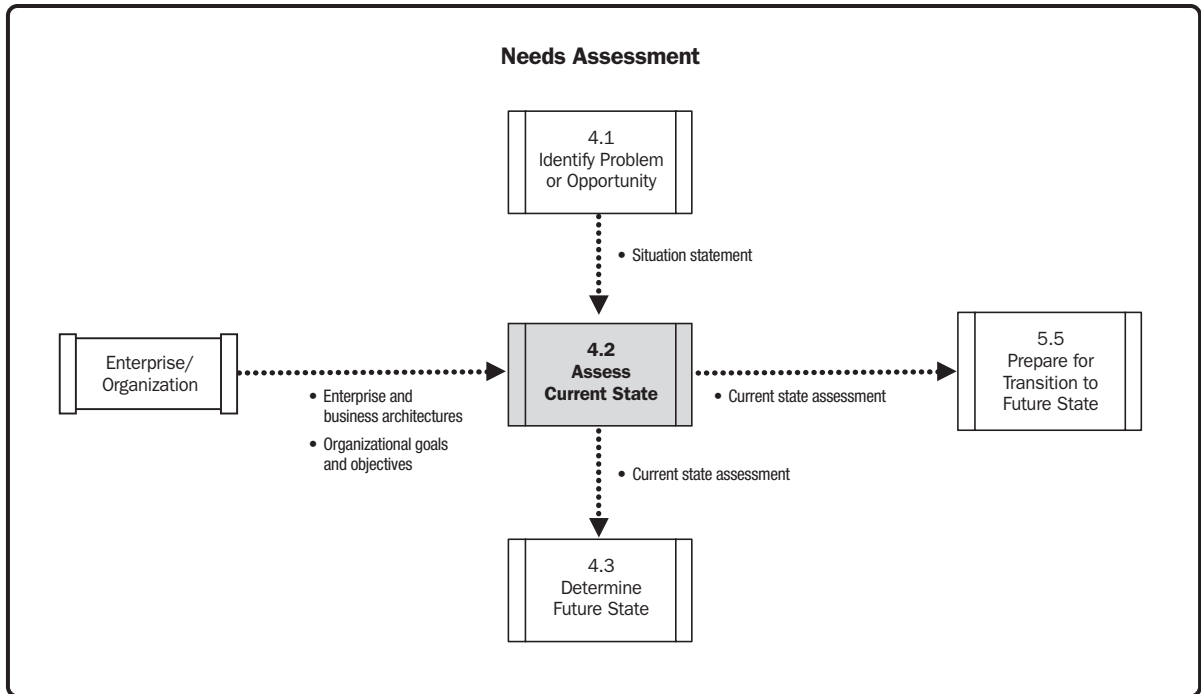 Needs Assessment
4.1
Identify Problem
or Opportunity
• Situation statement
Enterprise/
Organization
• Enterprise and
business architectures
• Organizational goals
and objectives
4.2
Assess
Current State
• Current state assessment
5.5
Prepare for
Transition to
Future State
• Current state assessment
4.3
Determine
Future State